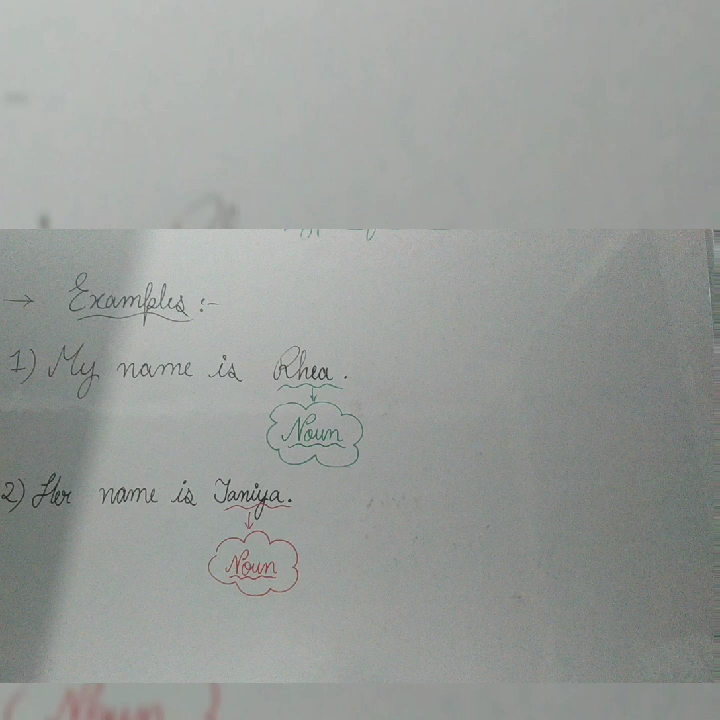 → Examples :-
1) My name is Rhea.
Noun
2) Her name is Taniya.
Noun